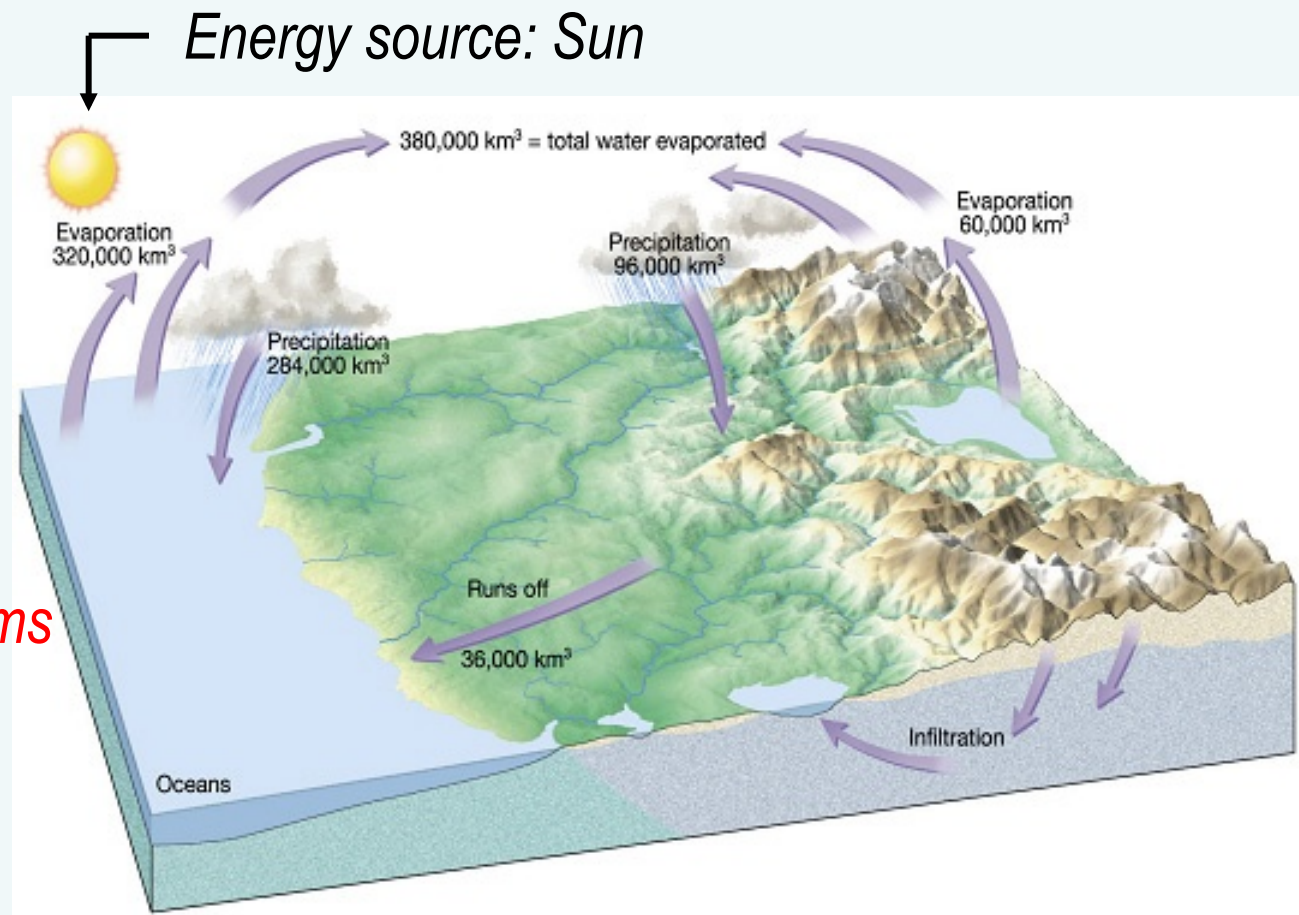 Energy source: Sun
380,000 km³ = total water evaporated
Evaporation
320,000 km³
Evaporation
60,000 km³
Precipitation
96,000 km³
Precipitation
284,000 km³
Runs off
36,000 km³
ms
Infiltration
Oceans